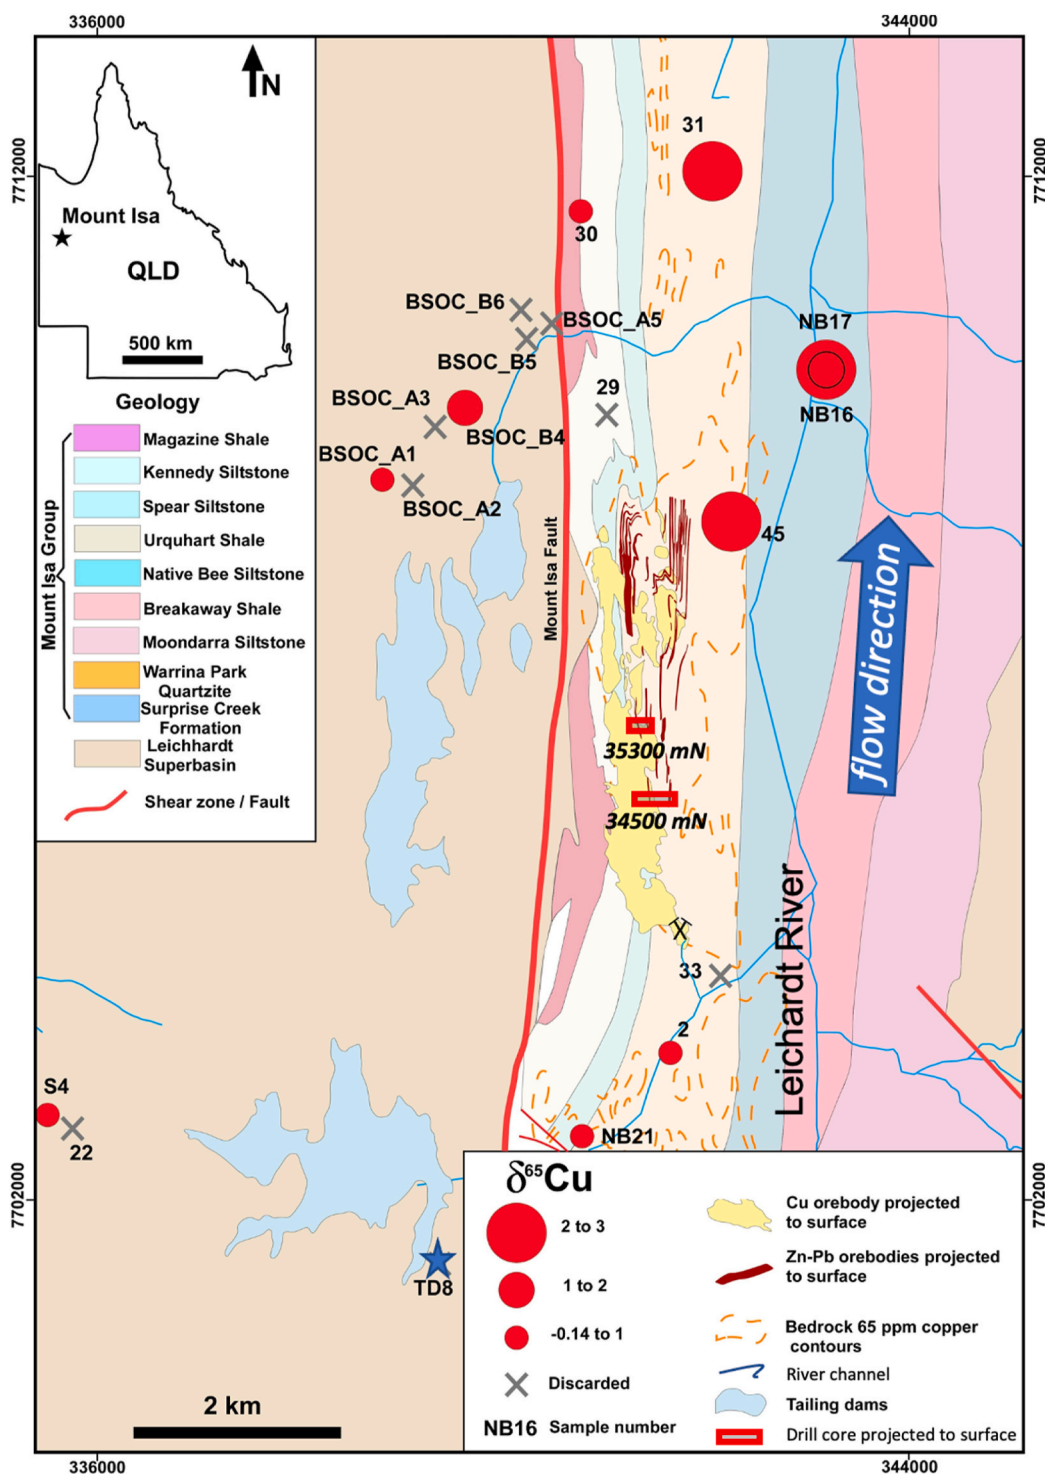 336000
344000
N
Mount Isa
QLD
500 km
7712000
7712000
31
30
BSOC_B6
BSOC_A5
BSOC_B5
NB17
NB16
BSOC_A3
29
BSOC_B4
BSOC_A1
BSOC_A2
45
Geology
Mount Isa Group
Magazine Shale
Kennedy Siltstone
Spear Siltstone
Urquhart Shale
Native Bee Siltstone
Breakaway Shale
Moondarra Siltstone
Warrina Park
Quartzite
Surprise Creek
Formation
Leichhardt
Superbasin
Shear zone / Fault
Mount Isa Fault
flow direction
35300 mN
34500 mN
Leichardt River
33
2
S4
22
NB21
TD8
7702000
7702000
δ⁶⁵Cu
2 to 3
1 to 2
-0.14 to 1
Discarded
NB16 Sample number
Cu orebody projected
to surface
Zn-Pb orebodies projected
to surface
Bedrock 65 ppm copper
contours
River channel
Tailing dams
Drill core projected to surface
2 km
336000
344000